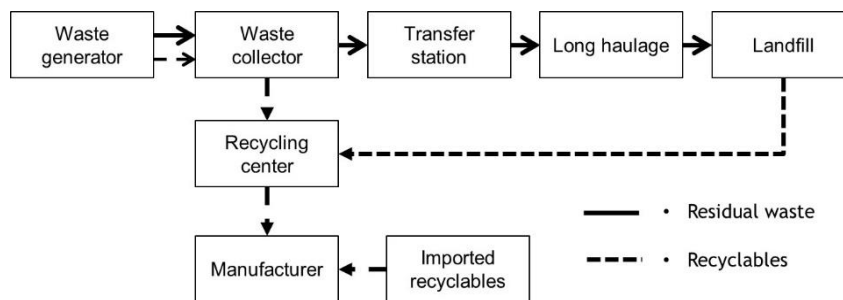 Waste
generator
Waste
collector
Transfer
station
Long haulage
Landfill
Recycling
center
Manufacturer
Imported
recyclables
• Residual waste
• Recyclables